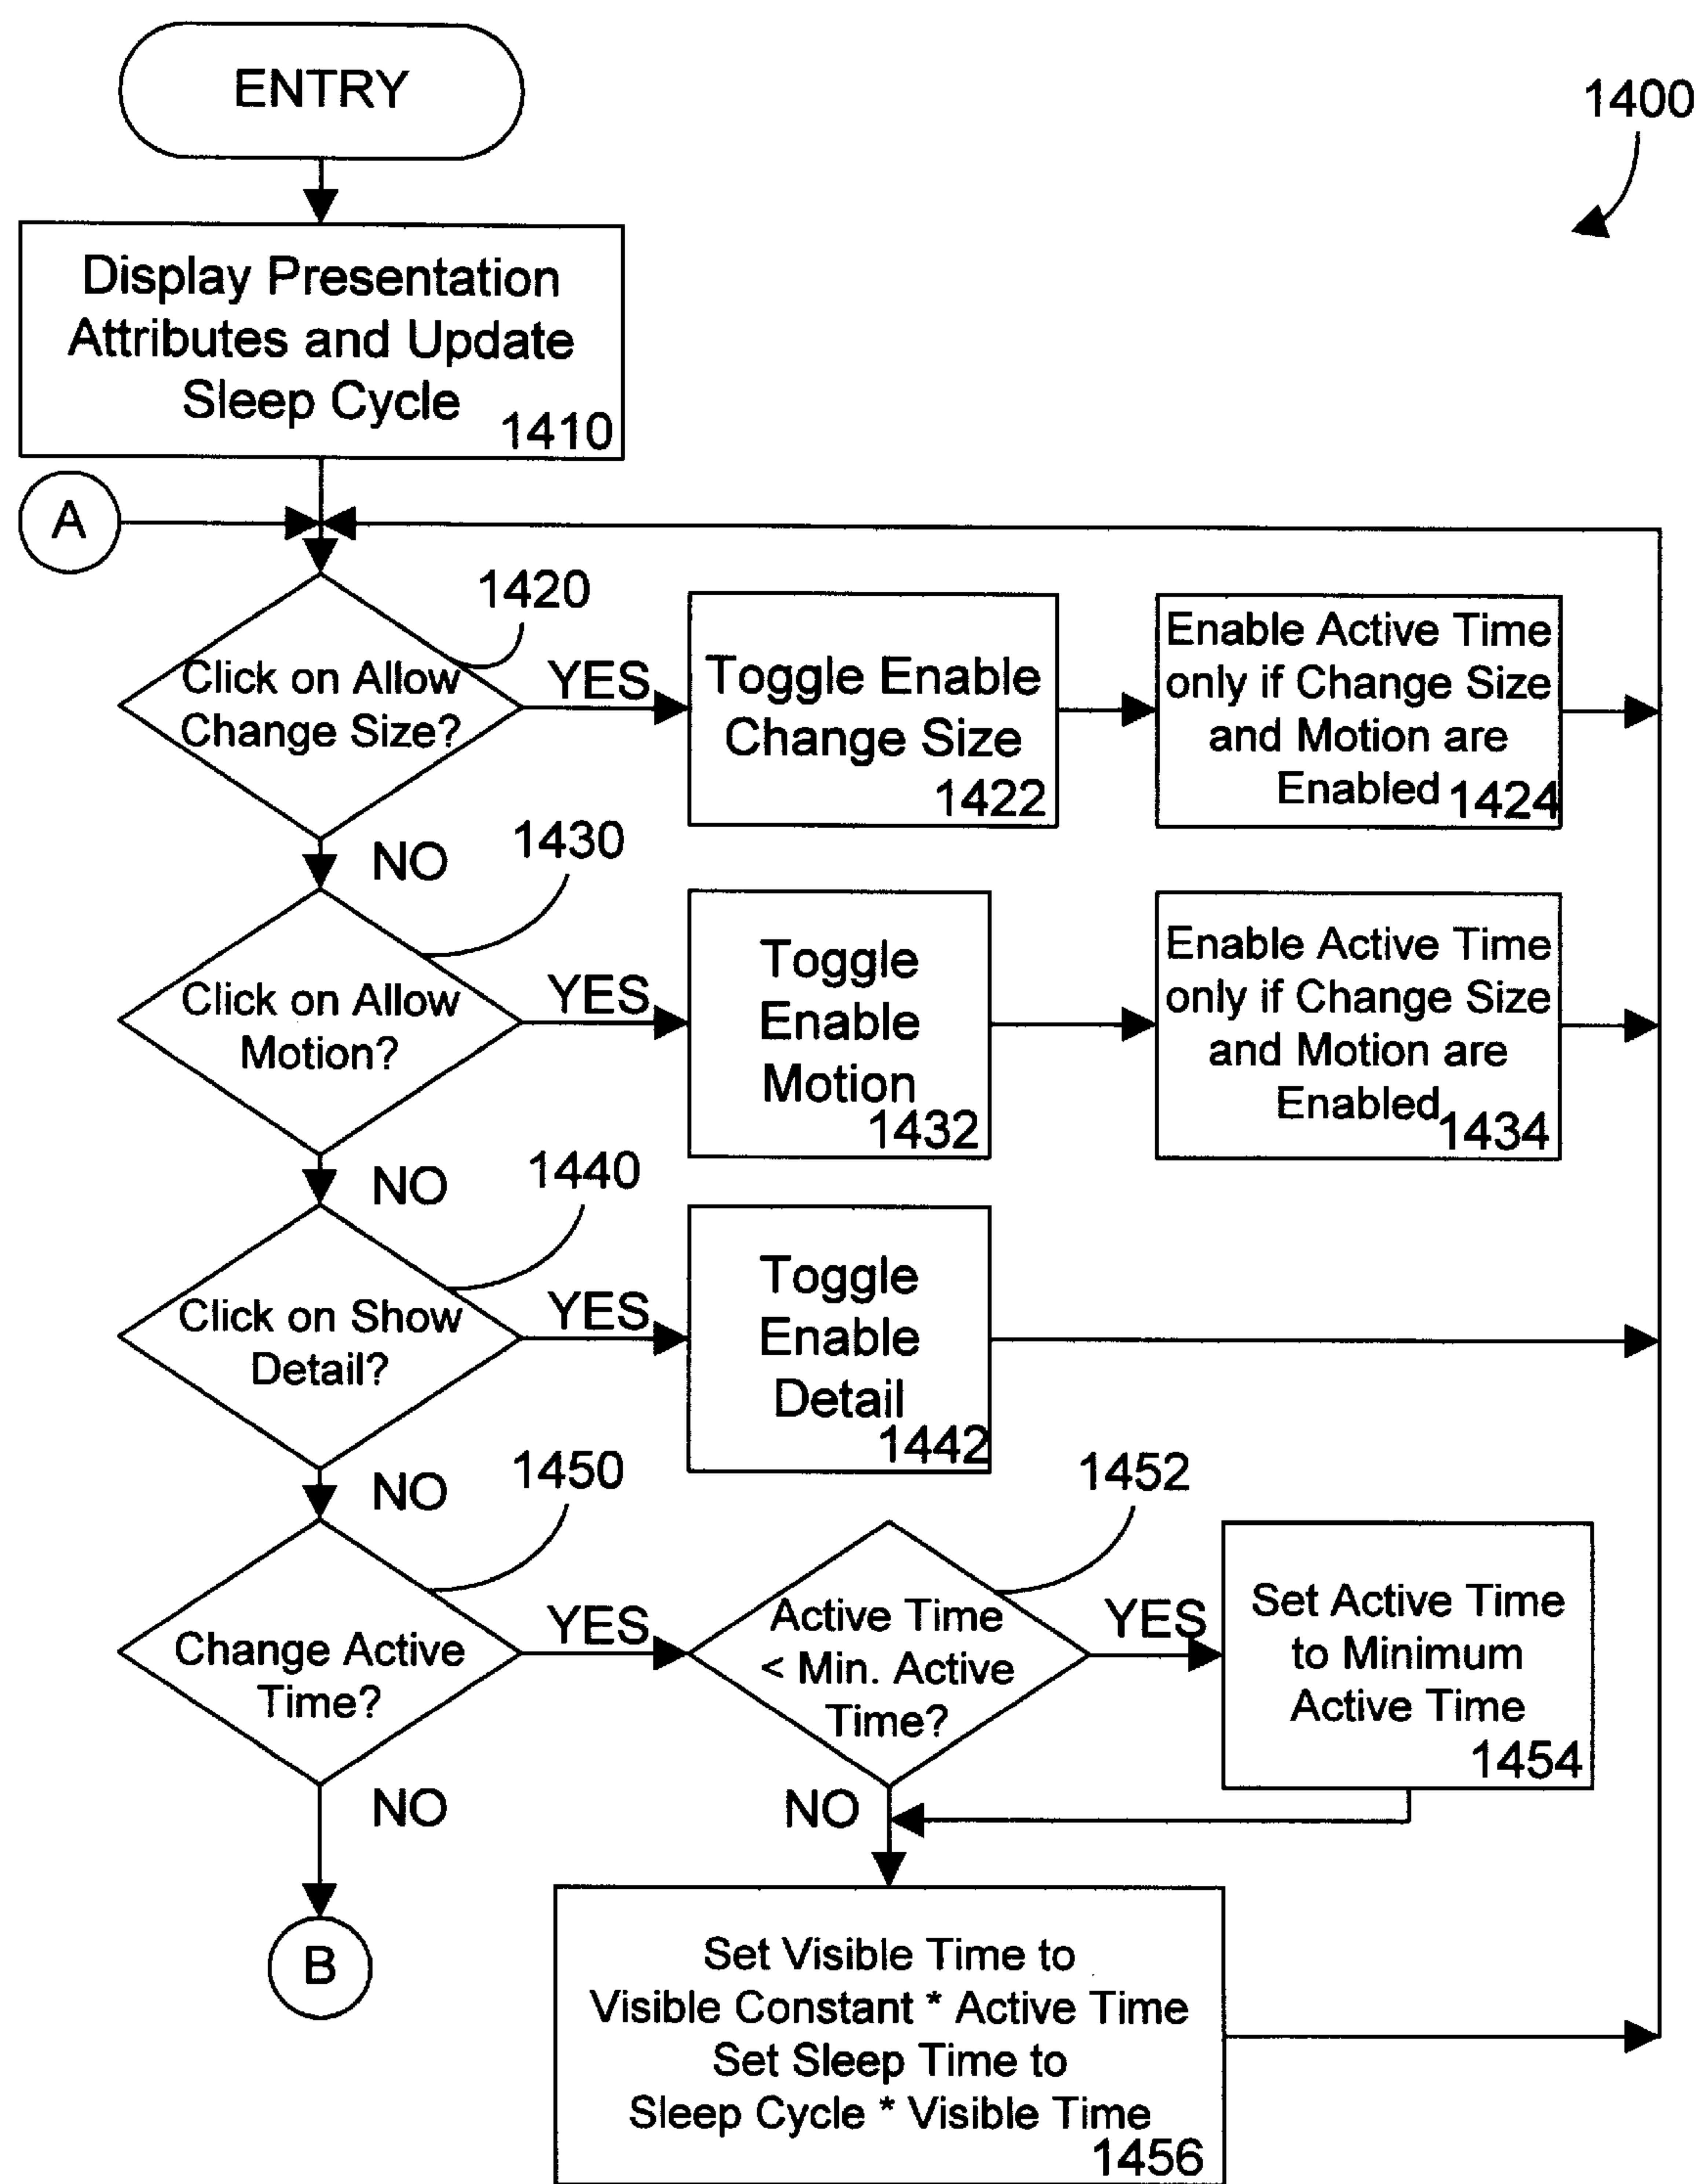 ENTRY
1400
Display Presentation
Attributes and Update
Sleep Cycle
1410
A
1420
Click on Allow
Change Size?
YES
Toggle Enable
Change Size
1422
Enable Active Time
only if Change Size
and Motion are
Enabled 1424
NO
1430
Click on Allow
Motion?
YES
Toggle
Enable
Motion
1432
Enable Active Time
only if Change Size
and Motion are
Enabled
1434
NO
1440
Click on Show
Detail?
YES
Toggle
Enable
Detail
1442
NO
1450
Change Active
Time?
YES
1452
Active Time
< Min. Active
Time?
YES
Set Active Time
to Minimum
Active Time
1454
NO
NO
B
Set Visible Time to
Visible Constant * Active Time
Set Sleep Time to
Sleep Cycle * Visible Time
1456